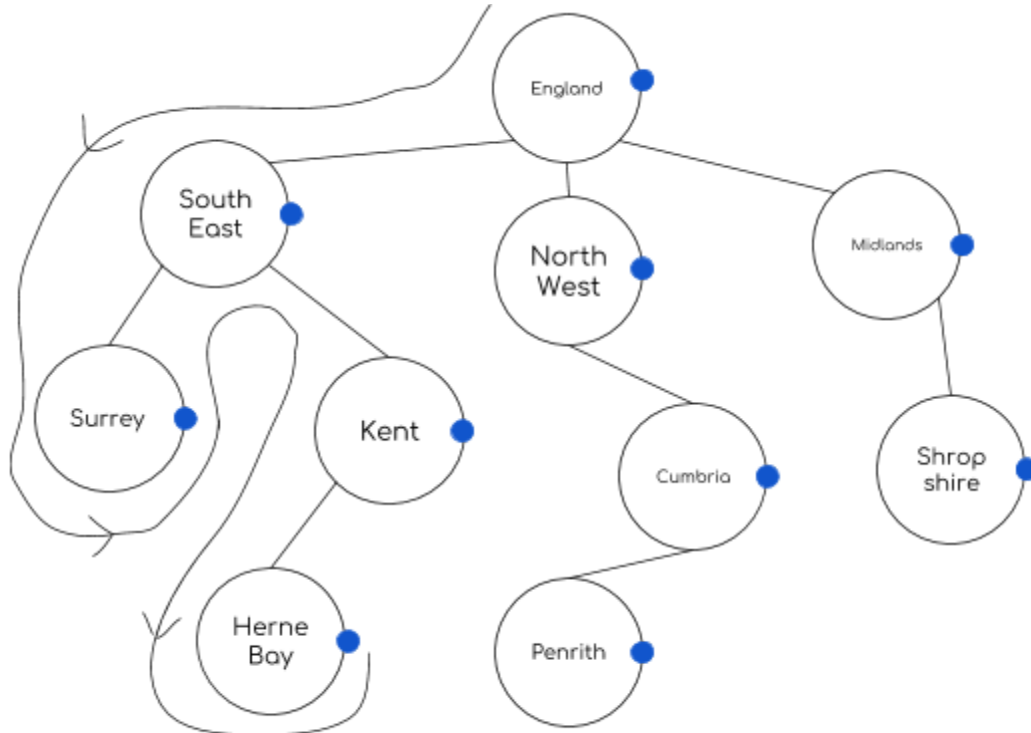 England
South
East
North
West
Midlands
Surrey
Kent
Cumbria
Shrop
shire
Herne
Bay
Penrith